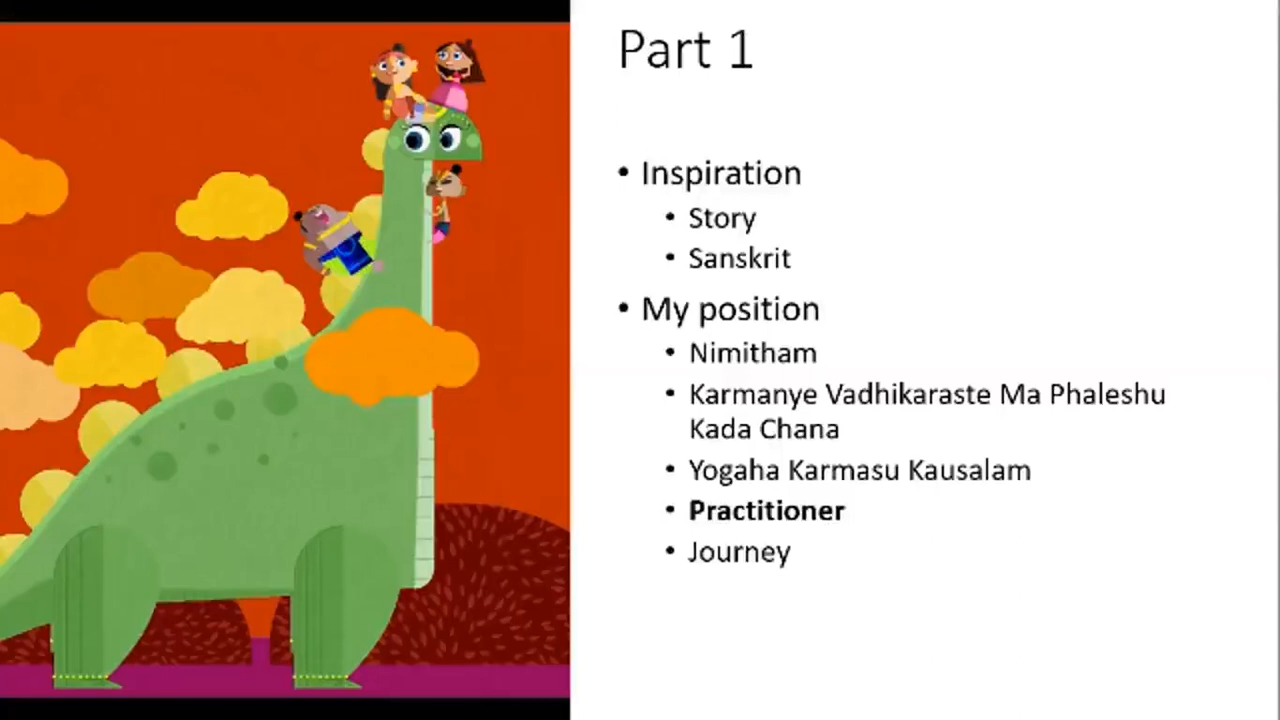 Part 1
• Inspiration
• Story
• Sanskrit
• My position
• Nimitham
• Karmanye Vadhikaraste Ma Phaleshu
Kada Chana
• Yogaha Karmasu Kausalam
• Practitioner
• Journey